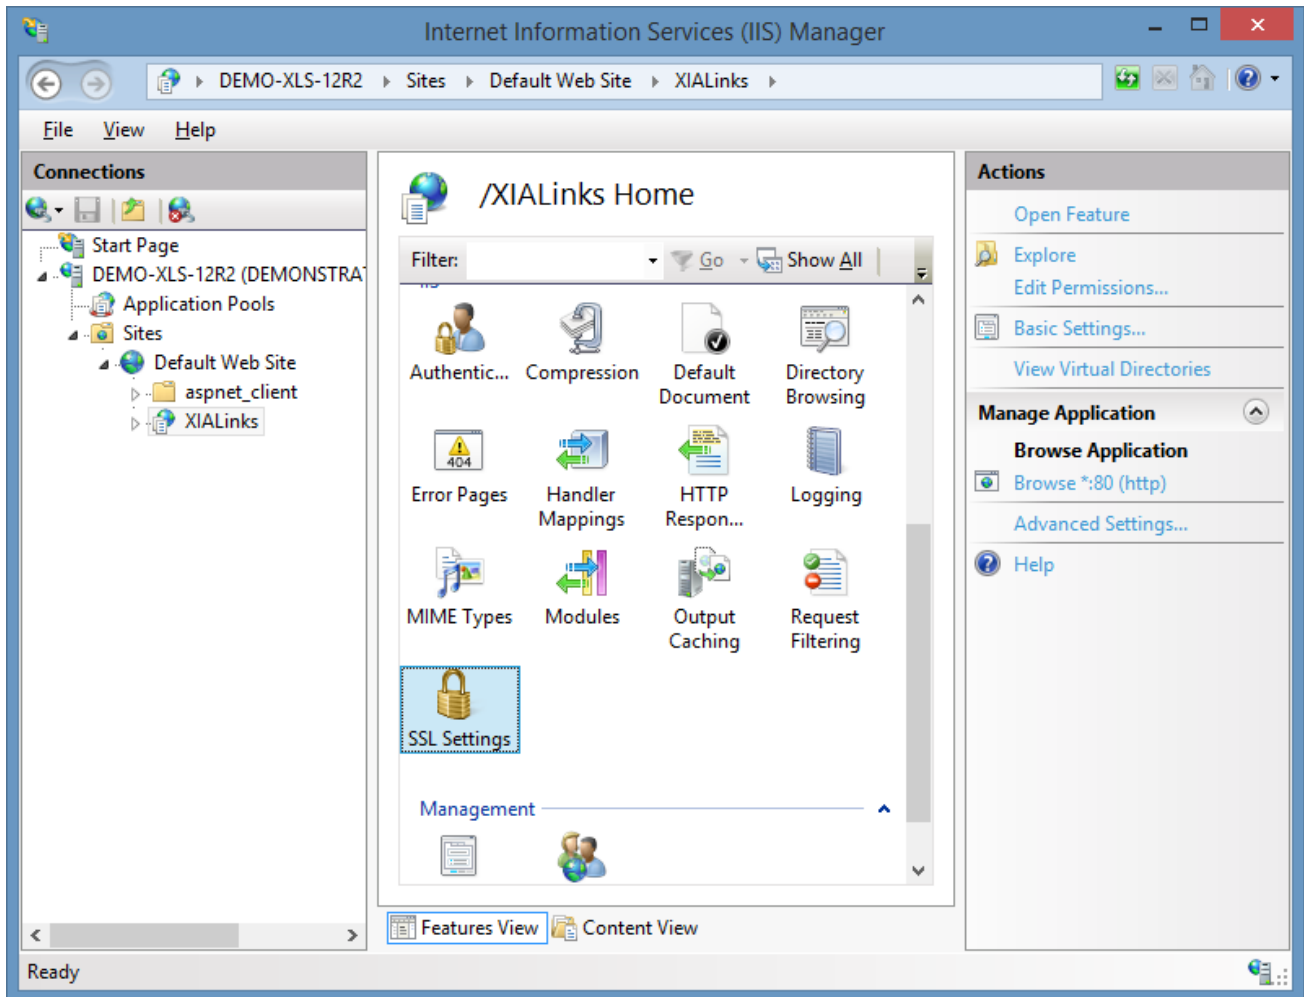 Internet Information Services (IIS) Manager
DEMO-XLS-12R2 Sites Default Web Site XIALinks
File View Help
Connections
Start Page
DEMO-XLS-12R2 (DEMONSTRAT
Application Pools
Sites
Default Web Site
aspnet_client
XIALinks
/XIALinks Home
Filter: Go Show All
IIS
Authentic... Compression Default Document Directory Browsing
Error Pages Handler Mappings HTTP Respon... Logging
404
MIME Types Modules Output Caching Request Filtering
SSL Settings
Management
Features View Content View
Actions
Open Feature
Explore
Edit Permissions...
Basic Settings...
View Virtual Directories
Manage Application
Browse Application
Browse *:80 (http)
Advanced Settings...
Help
Ready